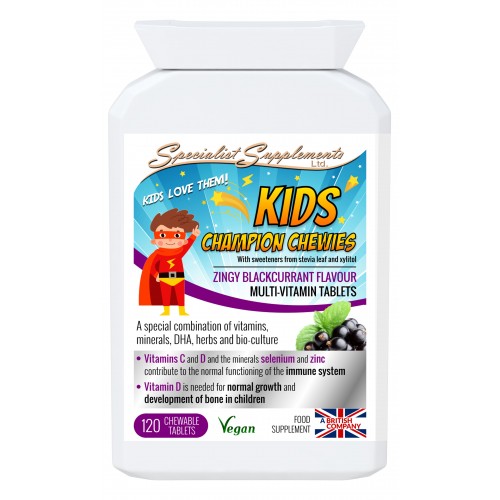 Specialist Supplements
Ltd.
KIDS LOVE THEM!
KIDS
CHAMPION CHEWIES
With sweeteners from stevia leaf and xylitol
ZINGY BLACKCURRANT FLAVOUR
MULTI-VITAMIN TABLETS
A special combination of vitamins,
minerals, DHA, herbs and bio-culture
• Vitamins C and D and the minerals selenium and zinc
contribute to the normal functioning of the immune system
• Vitamin D is needed for normal growth and
development of bone in children
120 CHEWABLE
TABLETS
Vegan
FOOD
SUPPLEMENT
A BRITISH
COMPANY